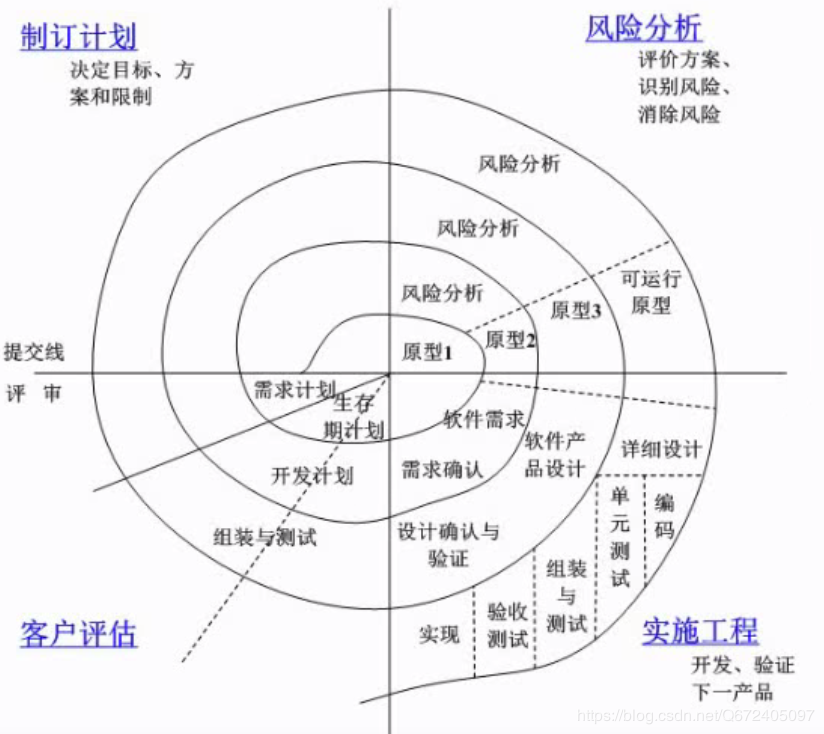 制订计划
决定目标、方
案和限制
风险分析
评价方案、
识别风险、
消除风险
风险分析
风险分析
风险分析
可运行
原型
原型3
原型2
原型1
提交线
评 审
需求计划
生存
期计划
软件需求
软件产
品设计
详细设计
开发计划
需求确认
单
元
测
试
编
码
组装与测试
设计确认与
验证
组装
与
测试
验收
测试
实现
客户评估
实施工程
开发、验证
下一产品
https://blog.csdn.net/Q672405097